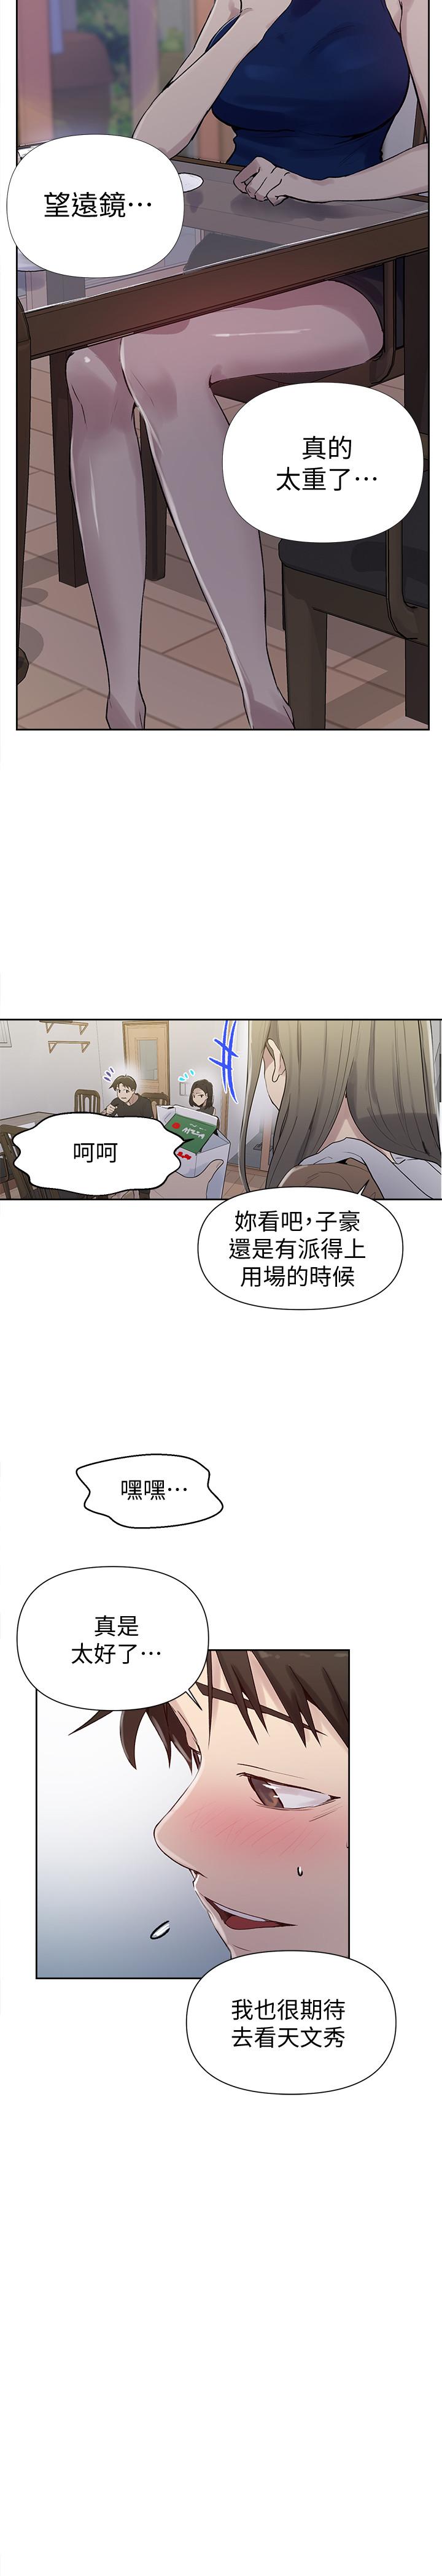 望遠鏡…
真的
太重了…
呵呵
妳看吧,子豪
還是有派得上
用場的時候
嘿嘿…
真是
太好了…
我也很期待
去看天文秀